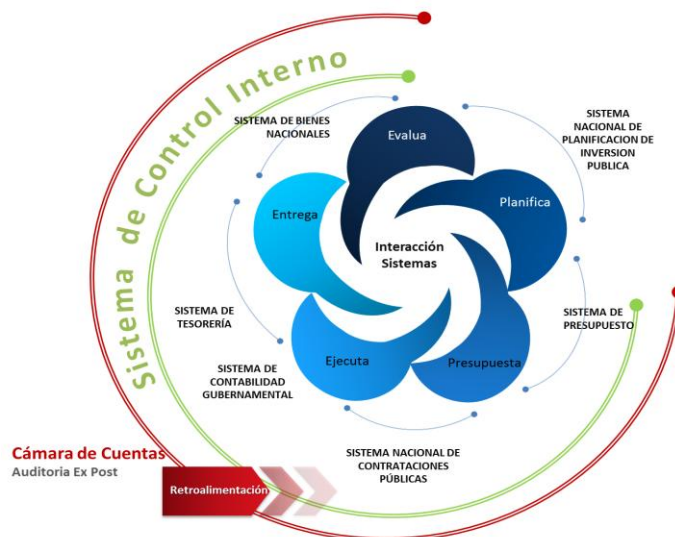 Sistema de Control Interno
SISTEMA DE BIENES
NACIONALES
Evalua
SISTEMA
NACIONAL DE
PLANIFICACION DE
INVERSION
PUBLICA
Entrega
Planifica
Interacción
Sistemas
SISTEMA DE
TESORERÍA
SISTEMA DE
PRESUPUESTO
Ejecuta
Presupuesta
SISTEMA DE
CONTABILIDAD
GUBERNAMENTAL
SISTEMA NACIONAL DE
CONTRATACIONES
PÚBLICAS
Cámara de Cuentas
Auditoria Ex Post
Retroalimentación